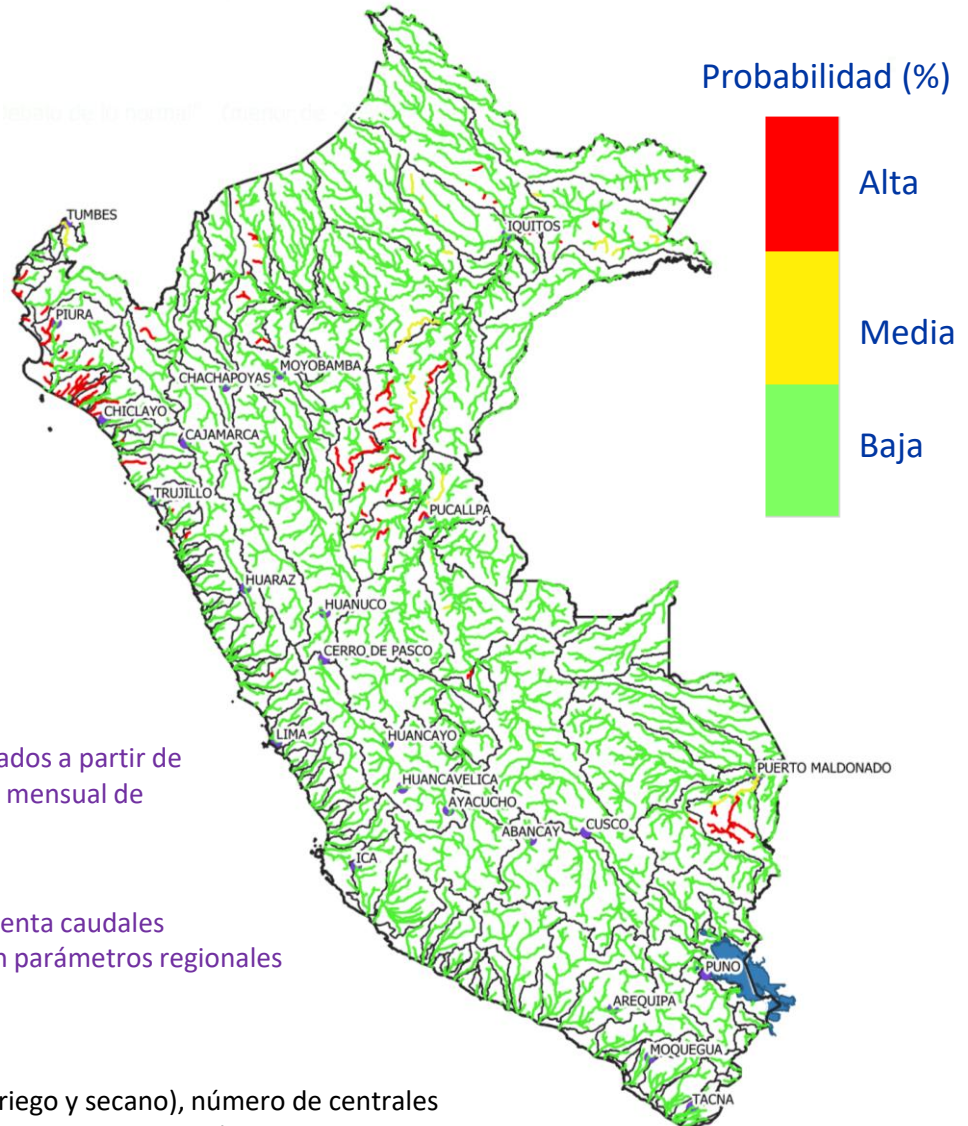 Probabilidad (%)
Alta
Media
Baja
TUMBES
IQUITOS
PIURA
MOYOBAMBA
CHACHAPOYAS
CHICLAYO
CAJAMARCA
TRUJILLO
PUCALLPA
HUARAZ
HUANUCO
CERRO DE PASCO
LIMA
HUANCAYO
PUERTO MALDONADO
HUANCAVELICA
AYACUCHO
ABANCAY
CUSCO
ICA
PUNO
AREQUIPA
MOQUEGUA
TACNA
ados a partir de
mensual de
enta caudales
n parámetros regionales
riego y secano), número de centrales